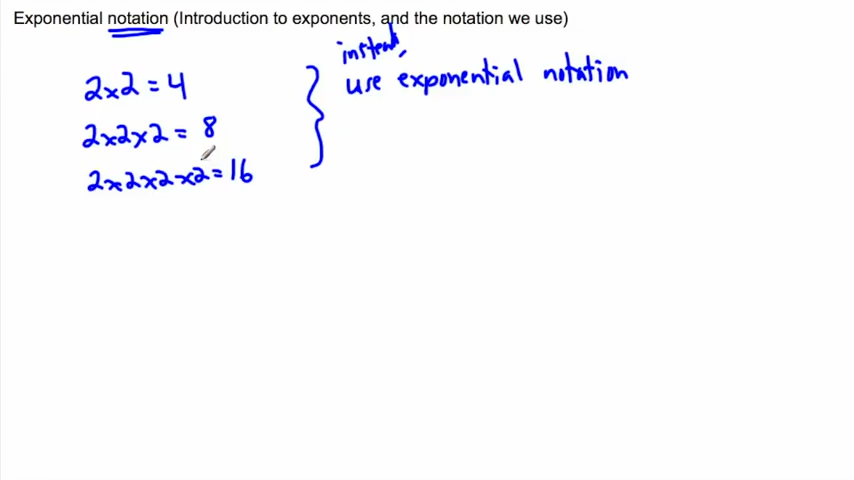 Exponential notation (Introduction to exponents, and the notation we use)
instead,
use exponential notation
2x2 = 4
2x2x2 = 8
2x2x2x2=16